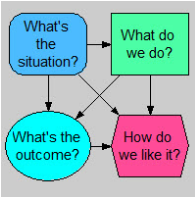 What's
the
situation?
What do
we do?
What's the
outcome?
How do
we like it?